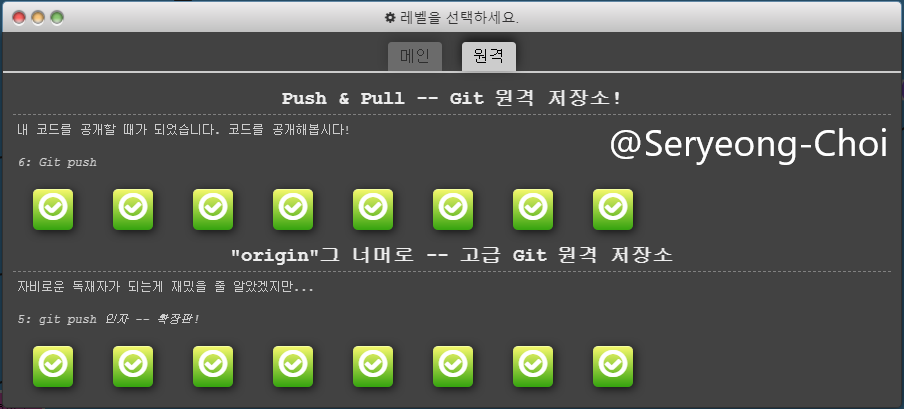 레벨을 선택하세요.
메인 원격
Push & Pull -- Git 원격 저장소!
내 코드를 공개할 때가 되었습니다. 코드를 공개해봅시다!
@Seryeong-Choi
6: Git push
"origin"그 너머로 -- 고급 Git 원격 저장소
자비로운 독재자가 되는게 재밌을 줄 알았겠지만...
5: git push 인자 -- 확장판!